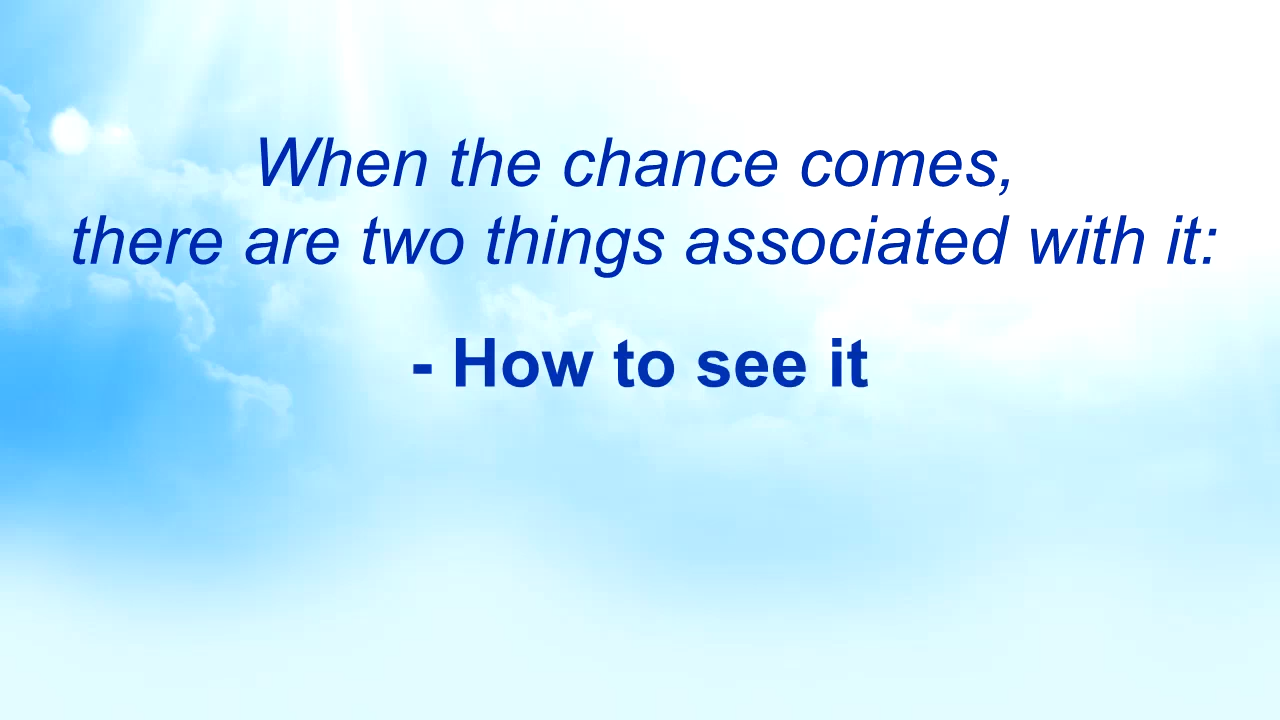 When the chance comes,
there are two things associated with it:
- How to see it